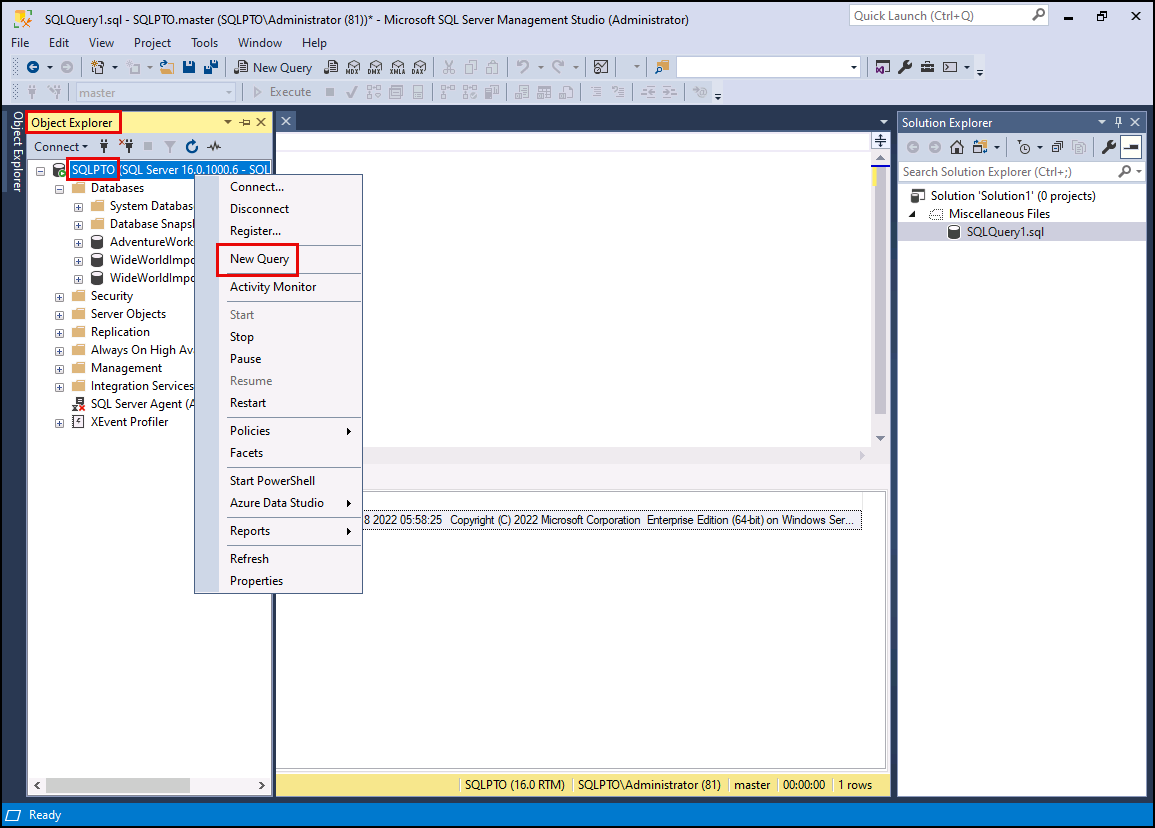 SQLQuery1.sql - SQLPTO.master (SQLPTO\Administrator (81))* - Microsoft SQL Server Management Studio (Administrator)
Quick Launch (Ctrl+Q)
File Edit View Project Tools Window Help
New Query
MDX DMX XMLA DAX
master
Execute
Object Explorer
Object Explorer
Connect
SQLPTO (SQL Server 16.0.1000.6 - SQL
Databases
System Databas
Database Snaps
AdventureWork
WideWorldImpo
WideWorldImpo
Security
Server Objects
Replication
Always On High Av
Management
Integration Services
SQL Server Agent (A
XEvent Profiler
Connect...
Disconnect
Register...
New Query
Activity Monitor
Start
Stop
Pause
Resume
Restart
Policies
Facets
Start PowerShell
Azure Data Studio
Reports
Refresh
Properties
8 2022 05:58:25 Copyright (C) 2022 Microsoft Corporation Enterprise Edition (64-bit) on Windows Ser...
SQLPTO (16.0 RTM) SQLPTO\Administrator (81) master 00:00:00 1 rows
Solution Explorer
Search Solution Explorer (Ctrl+;)
Solution 'Solution1' (0 projects)
Miscellaneous Files
SQLQuery1.sql
Ready